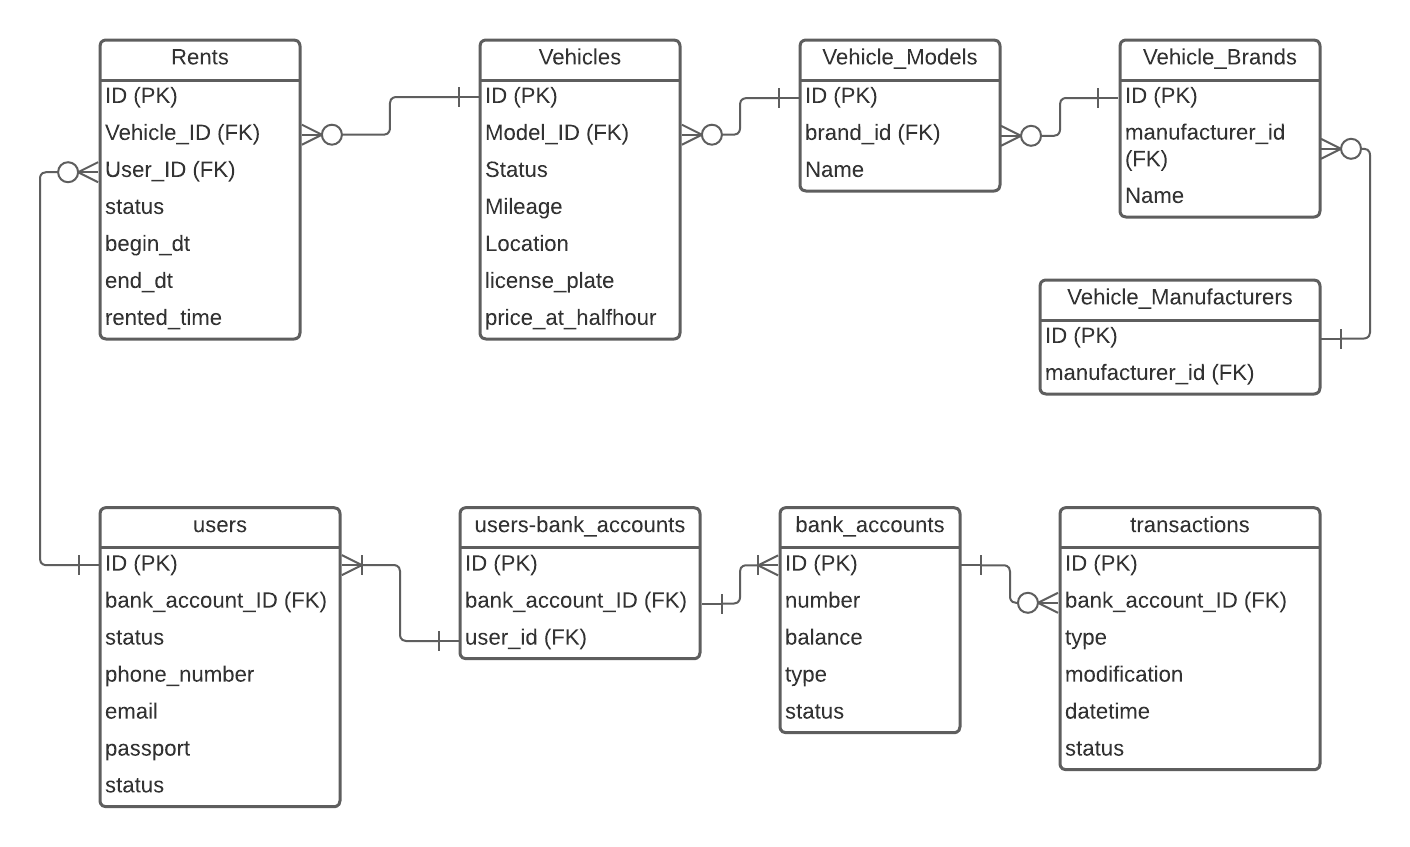 Rents
ID (PK)
Vehicle_ID (FK)
User_ID (FK)
status
begin_dt
end_dt
rented_time
Vehicles
ID (PK)
Model_ID (FK)
Status
Mileage
Location
license_plate
price_at_halfhour
Vehicle_Models
ID (PK)
brand_id (FK)
Name
Vehicle_Brands
ID (PK)
manufacturer_id
(FK)
Name
Vehicle_Manufacturers
ID (PK)
manufacturer_id (FK)
users
ID (PK)
bank_account_ID (FK)
status
phone_number
email
passport
status
users-bank_accounts
ID (PK)
bank_account_ID (FK)
user_id (FK)
bank_accounts
ID (PK)
number
balance
type
status
transactions
ID (PK)
bank_account_ID (FK)
type
modification
datetime
status